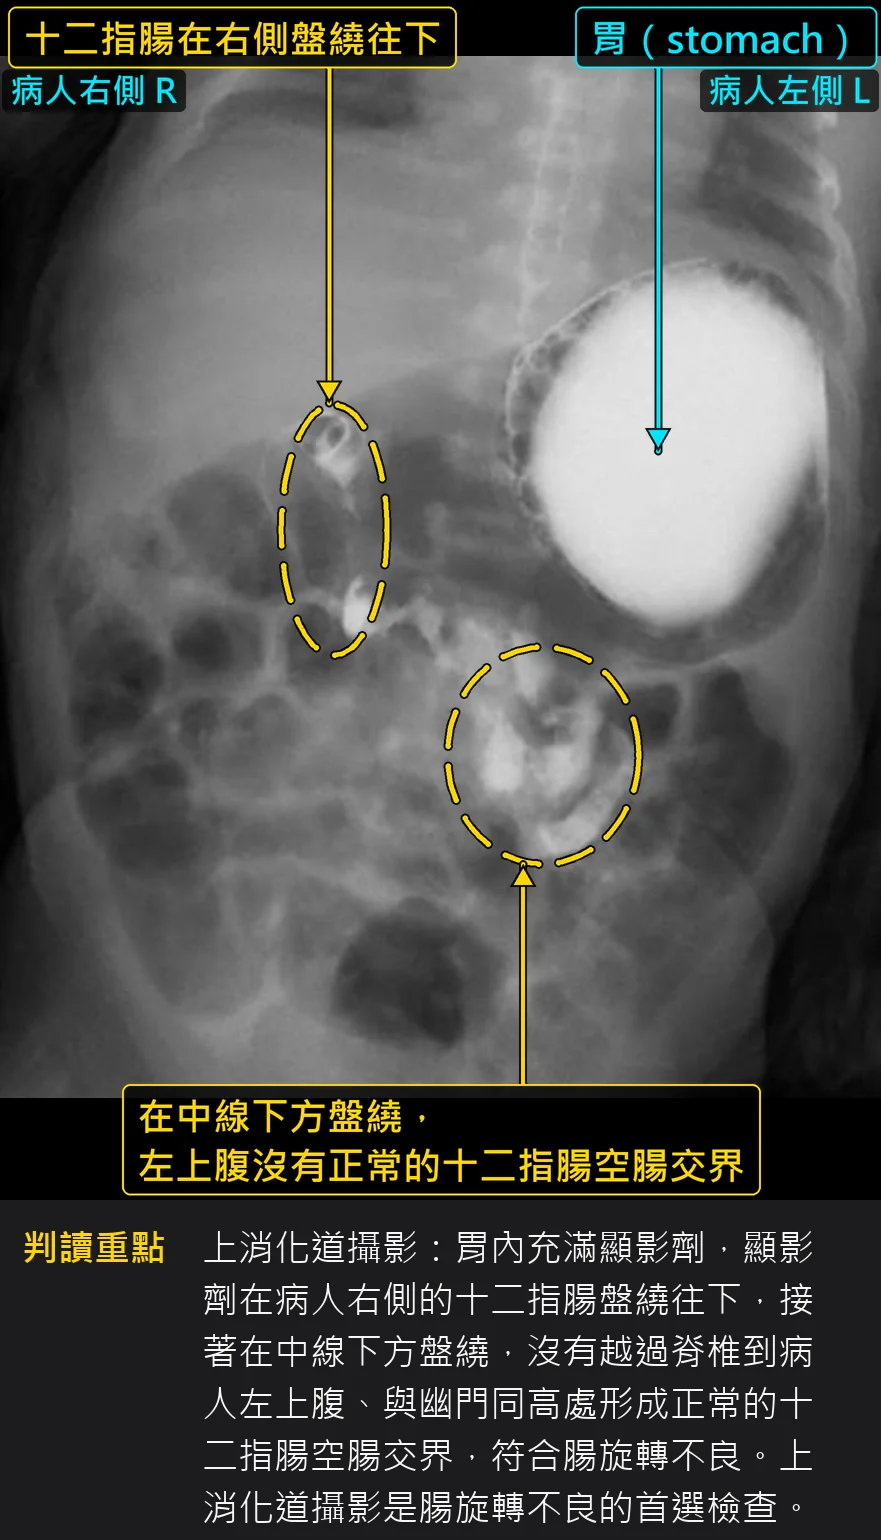 十二指腸在右側盤繞往下
胃（stomach）
病人右側 R
病人左側 L
在中線下方盤繞，
左上腹沒有正常的十二指腸空腸交界
判讀重點
上消化道攝影：胃內充滿顯影劑，顯影
劑在病人右側的十二指腸盤繞往下，接
著在中線下方盤繞，沒有越過脊椎到病
人左上腹、與幽門同高處形成正常的十
二指腸空腸交界，符合腸旋轉不良。上
消化道攝影是腸旋轉不良的首選檢查。